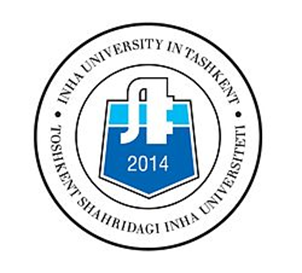 · INHA UNIVERSITY IN TASHKENT ·
TOSHKENT SHAHRIDAGI INHA UNIVERSITETI
2014